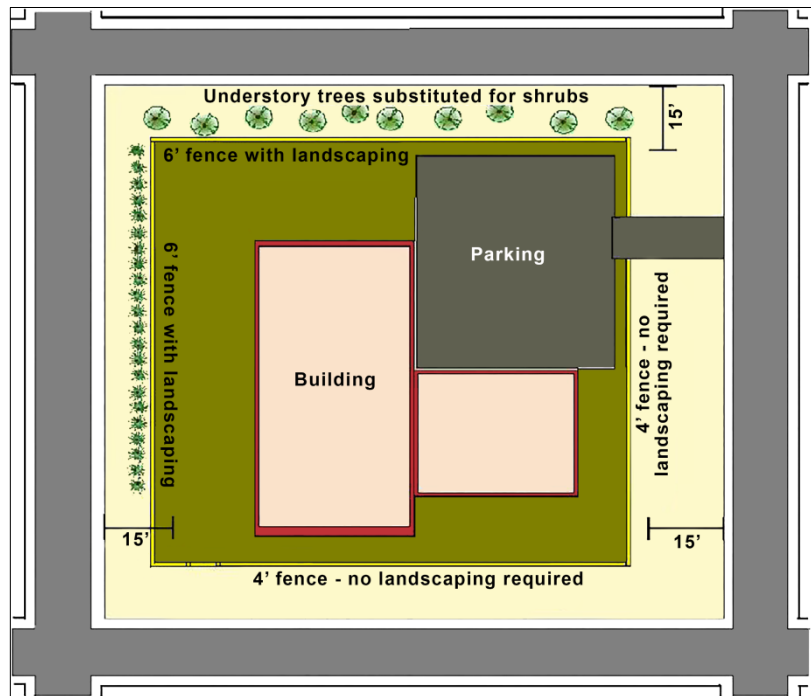 Understory trees substituted for shrubs
15’
6’ fence with landscaping
Parking
6’ fence with landscaping
4’ fence - no
landscaping required
Building
15’
15’
4’ fence - no landscaping required